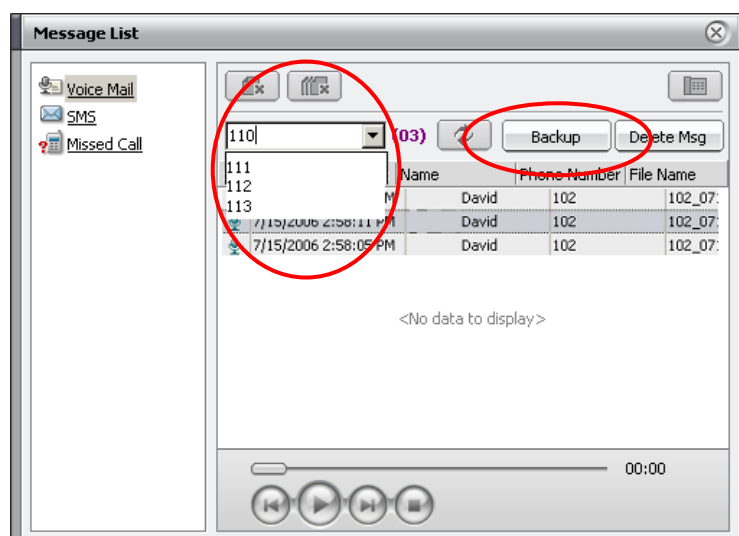 Message List
Voice Mail
SMS
Missed Call
110 (03) Backup Delete Msg
111
112
113
Name Phone Number File Name
M David 102 102_07
7/15/2006 2:58:11 PM David 102 102_07
7/15/2006 2:58:05 PM David 102 102_07:
<No data to display>
00:00